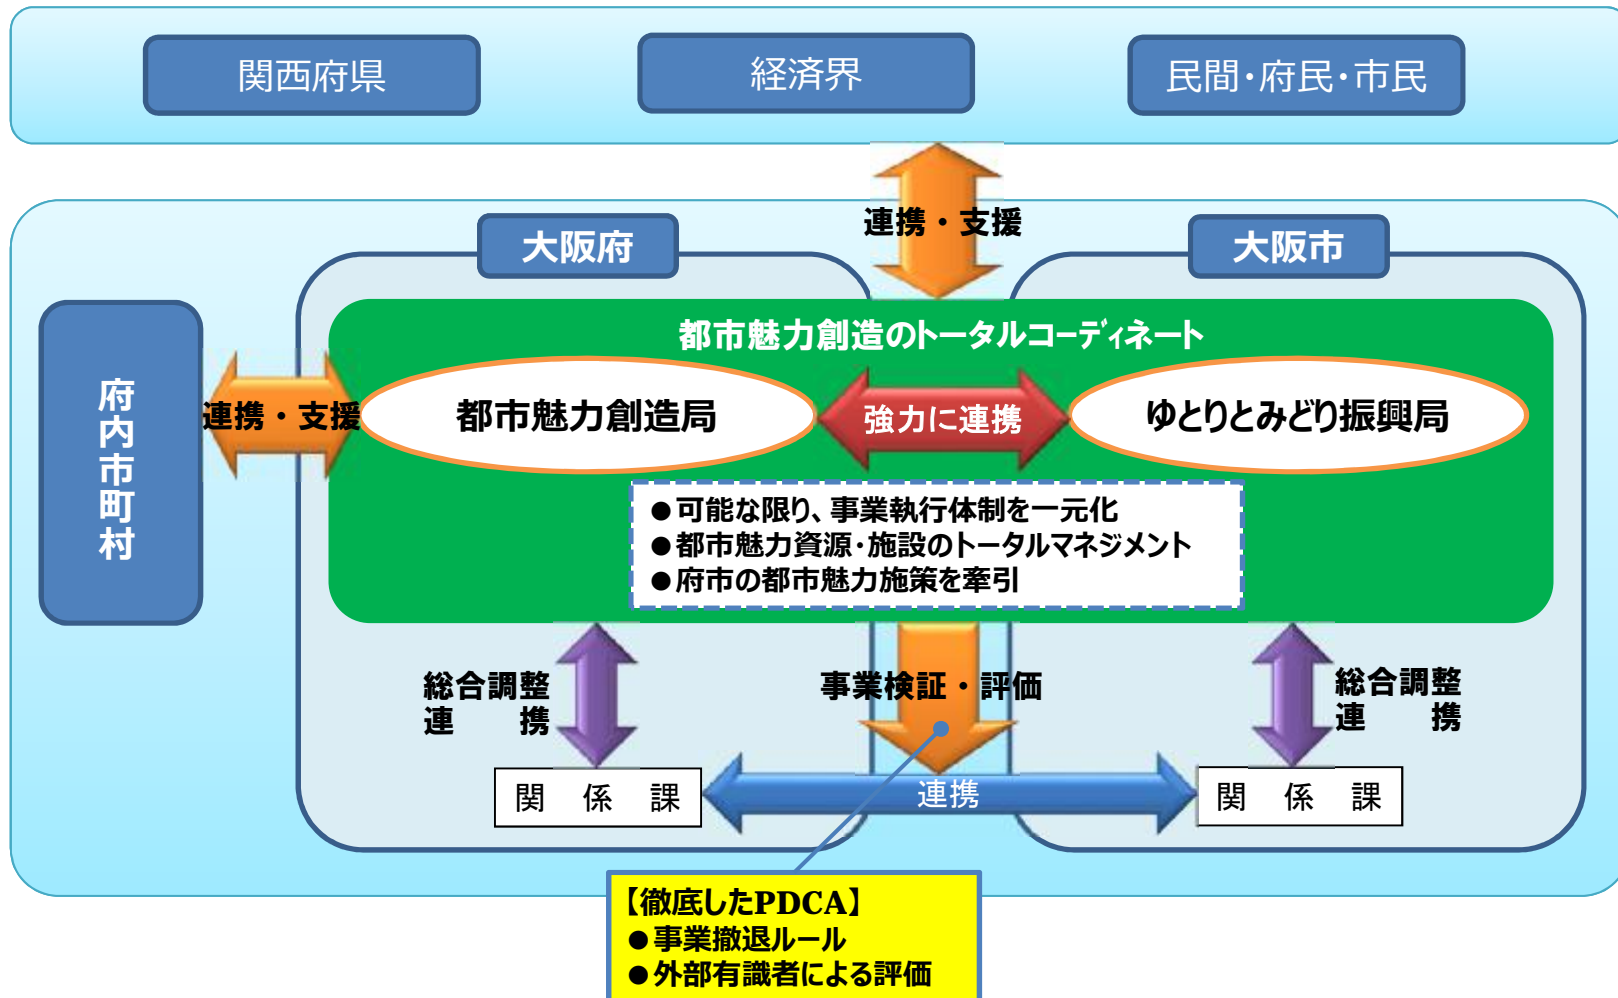 関西府県
経済界
民間・府民・市民
連携・支援
大阪府
大阪市
府内市町村
連携・支援
都市魅力創造のトータルコーディネート
都市魅力創造局
強力に連携
ゆとりとみどり振興局
●可能な限り、事業執行体制を一元化
●都市魅力資源・施設のトータルマネジメント
●府市の都市魅力施策を牽引
総合調整
連　　携
事業検証・評価
総合調整
連　　携
関　係　課
連携
関　係　課
【徹底したPDCA】
●事業撤退ルール
●外部有識者による評価